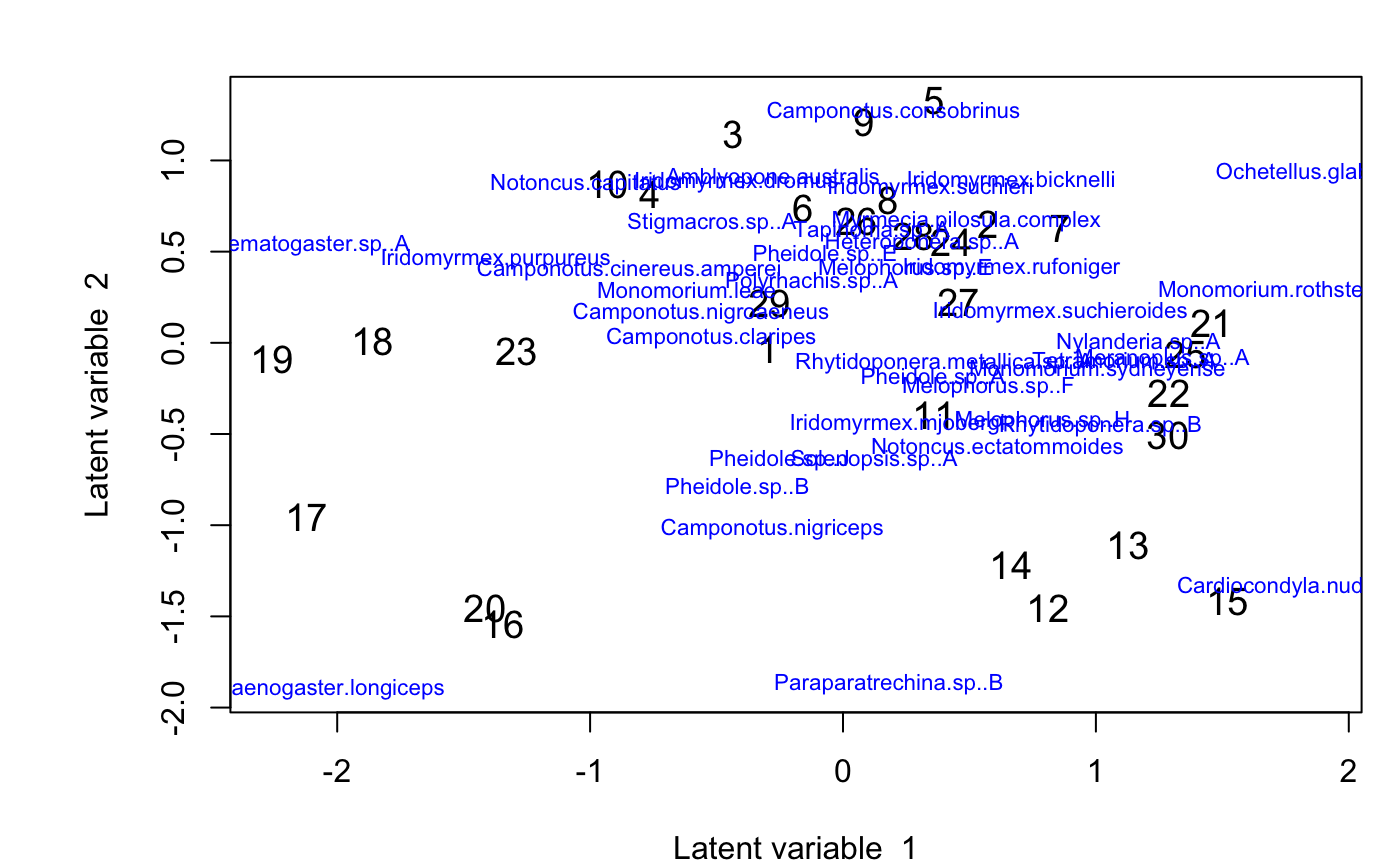 5
Camponotus.consobrinus
9
3
1.0
Amblyopone.australis
Ochetellus.glal
Notoncus.capitatus
10
Iridomyrmex.dromus
Iridomyrmex.bicknelli
4
Iridomyrmex.suchieri
8
6
Stigmacros.sp..A
26
Myrmecia.pilosula.complex
2
7
Tapinoma.sp..A
28
24
Heteroponera.sp..A
ematogaster.sp..A
0.5
Pheidole.sp..E
Iridomyrmex.purpureus
Camponotus.cinereus.amperei
Melophorus.sp..E
Iridomyrmex.rufoniger
Polyrhachis.sp..A
Monomorium.leae
Monomorium.rothste
29
27
Camponotus.nigroaeneus
Iridomyrmex.suchieroides
21
Camponotus.claripes
0.0
18
Nylanderia.sp..A
19
23
1
25
Meranoplus.sp..A
Rhytidoponera.metallica.sp..
Tetramorium.sp..A
Monomorium.sydneyense
Pheidole.sp..A
Melophorus.sp..F
22
11
Iridomyrmex.mjobergi
Melophorus.sp..H
Rhytidoponera.sp..B
-0.5
30
Notoncus.ectatommoides
Pheidole.sp..J
Solenopsis.sp..A
Pheidole.sp..B
17
-1.0
Camponotus.nigriceps
13
14
Cardiocondyla.nud
15
20
12
-1.5
16
Paraparatrechina.sp..B
aenogaster.longiceps
-2.0
Latent variable 2
-2
-1
0
1
2
Latent variable 1